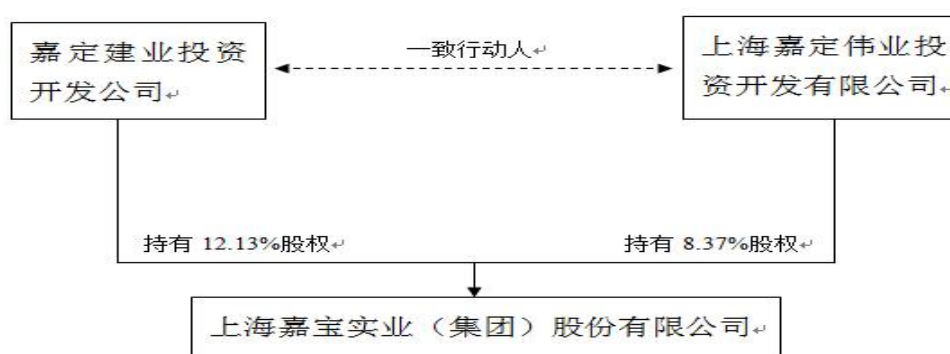 嘉定建业投资
开发公司
一致行动人
上海嘉定伟业投
资开发有限公司
持有 12.13%股权
持有 8.37%股权
上海嘉宝实业（集团）股份有限公司